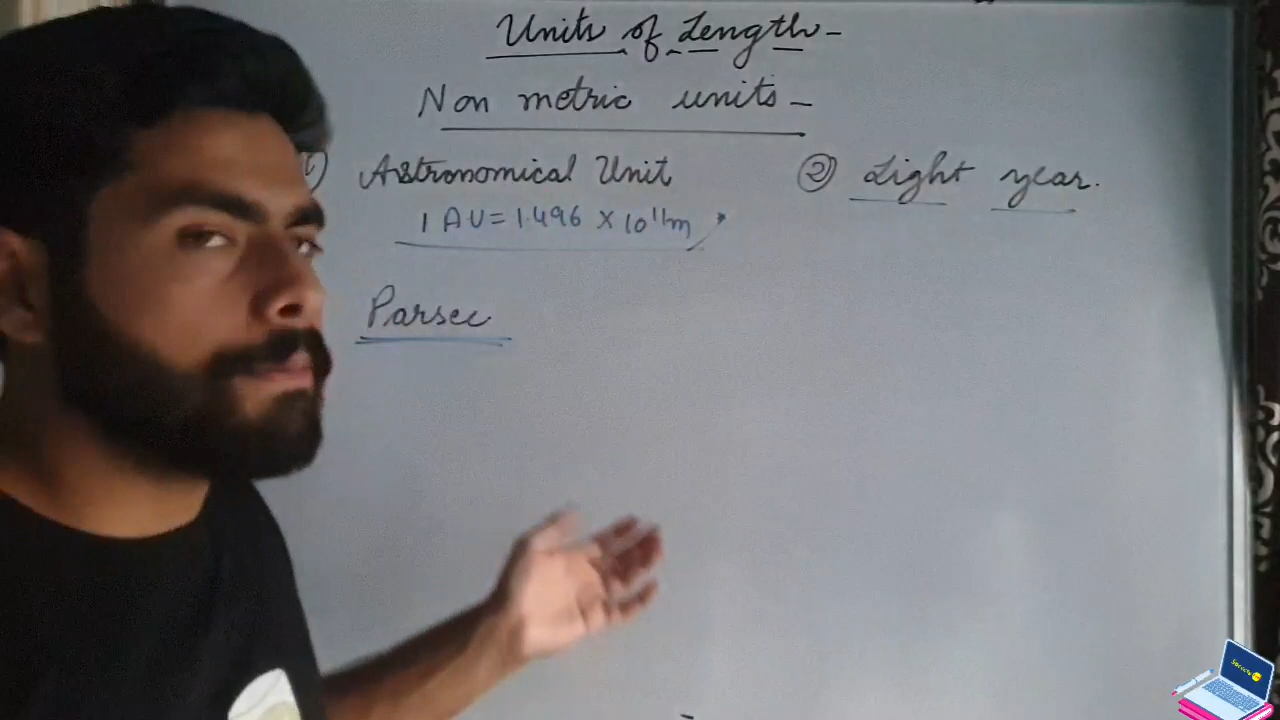 Units of Length-
Non metric units-
Astronomical Unit
1 AU = 1.496 × 10¹¹m
② Light year.
Parsec